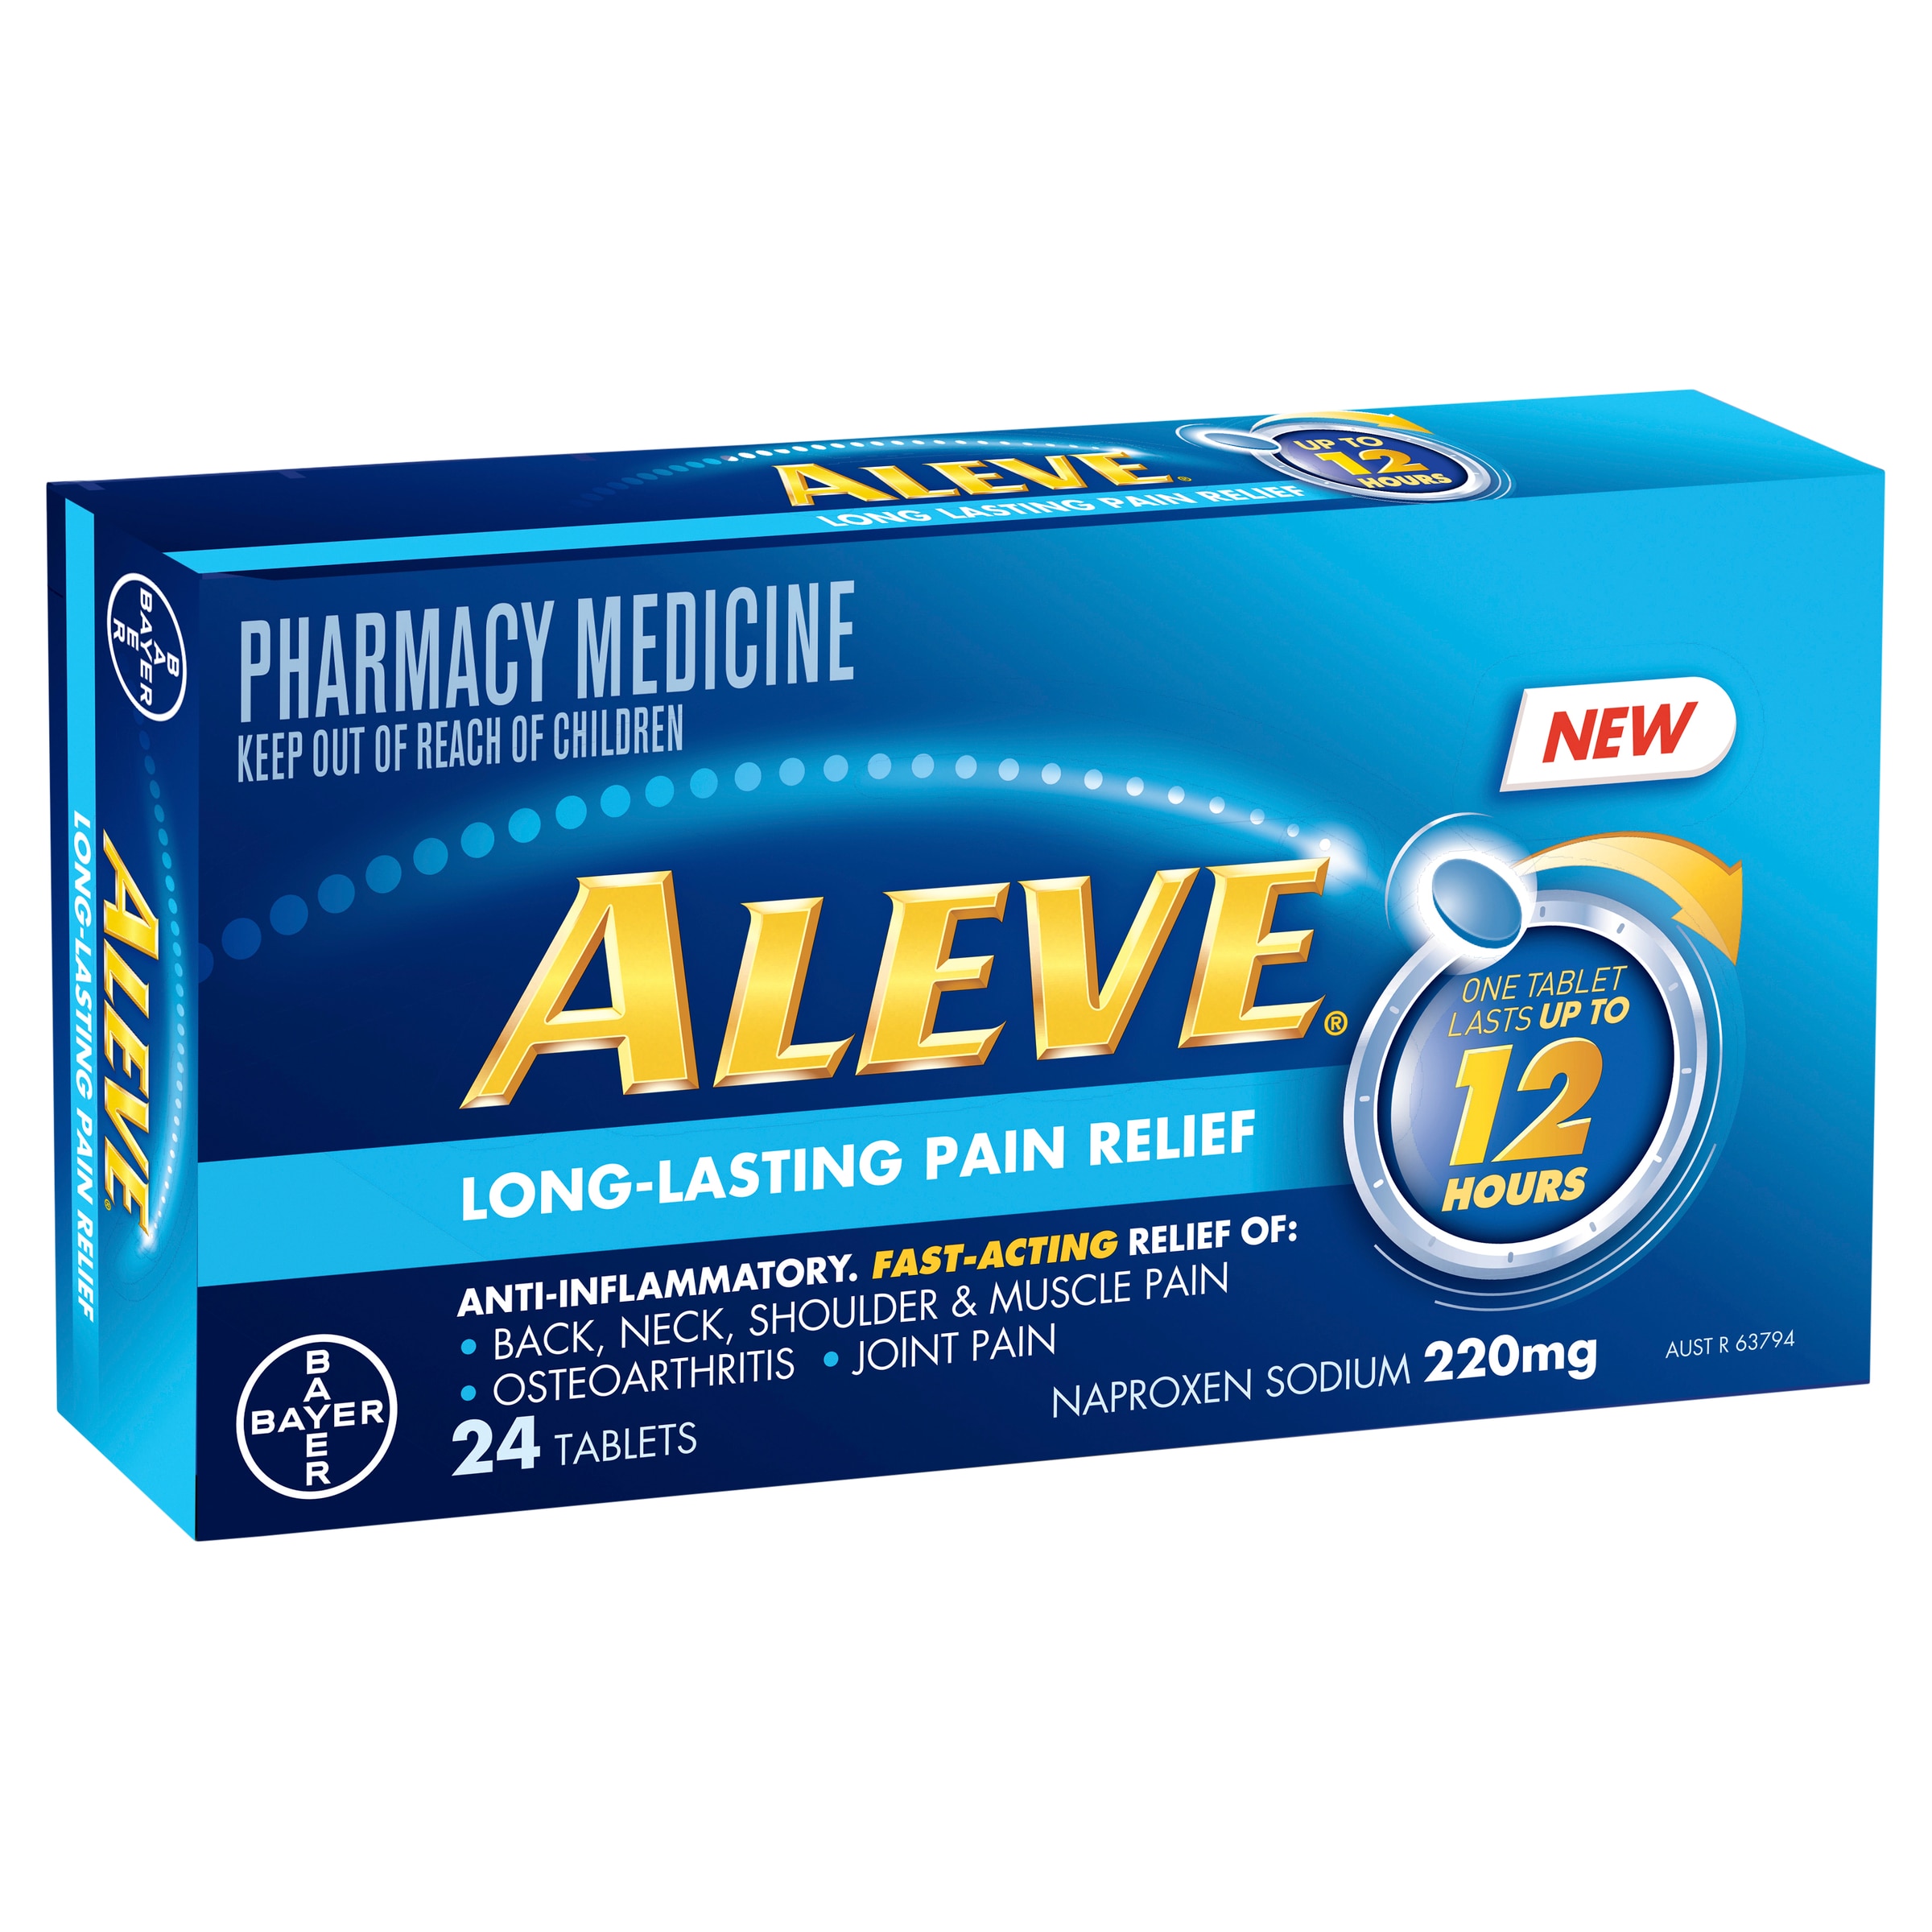 ALEVE®
LONG LASTING PAIN RELIEF
UP TO
12
HOURS
BAYER
BAYER
ALEVE®
LONG-LASTING PAIN RELIEF
PHARMACY MEDICINE
KEEP OUT OF REACH OF CHILDREN
NEW
ALEVE®
ONE TABLET
LASTS UP TO
12
HOURS
LONG-LASTING PAIN RELIEF
ANTI-INFLAMMATORY. FAST-ACTING RELIEF OF:
• BACK, NECK, SHOULDER & MUSCLE PAIN
• OSTEOARTHRITIS • JOINT PAIN
NAPROXEN SODIUM 220mg
AUST R 63794
24 TABLETS
BAYER
BAYER